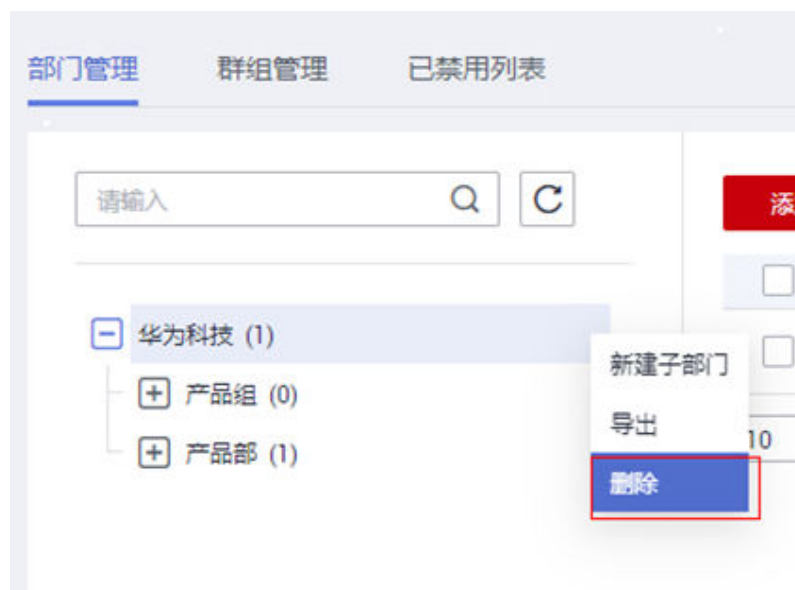 部门管理 群组管理 已禁用列表
请输入
添
华为科技 (1)
新建子部门
产品组 (0)
导出
10
产品部 (1)
删除